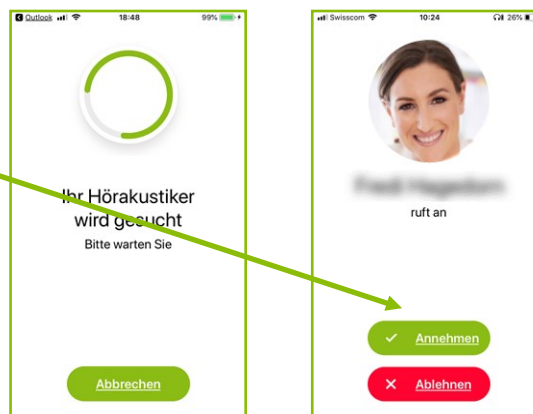 Outlook 18:48 99%
Ihr Hörakustiker
wird gesucht
Bitte warten Sie
Abbrechen
Swisscom 10:24 26%
ruft an
Annehmen
Ablehnen